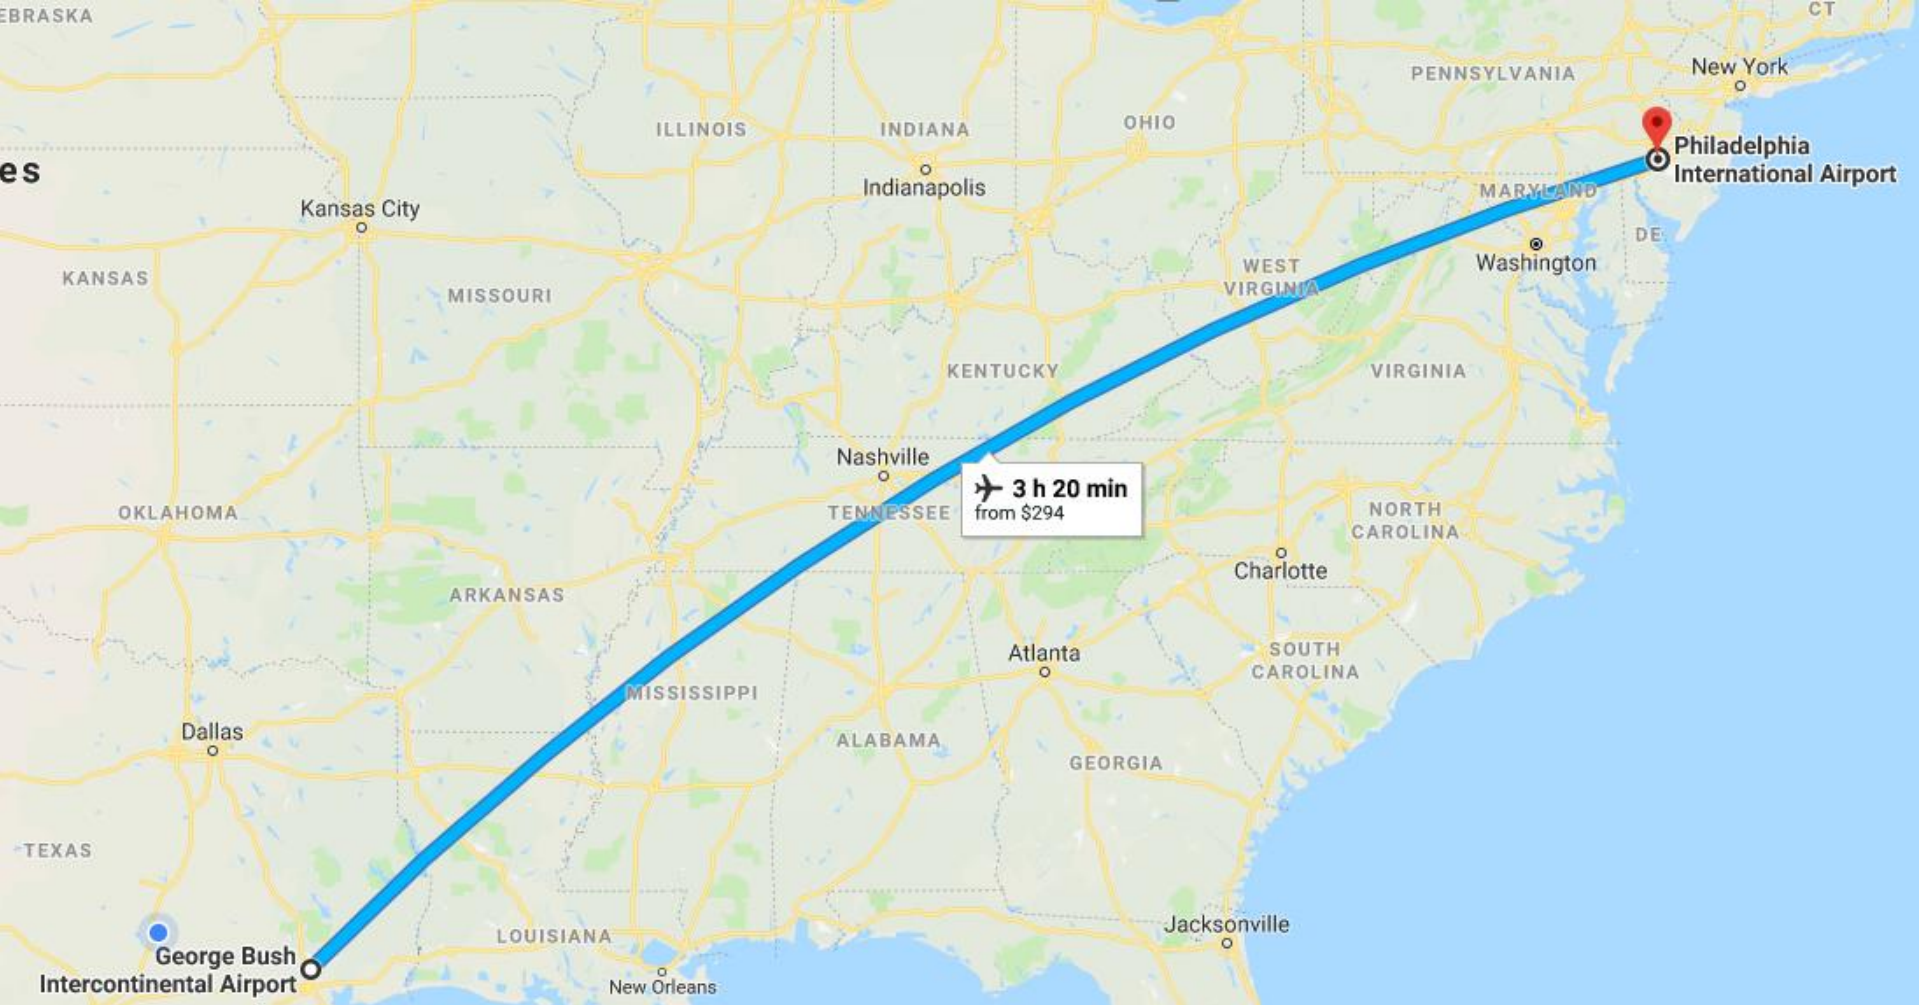 EBRASKA
CT
New York
PENNSYLVANIA
ILLINOIS
INDIANA
OHIO
Philadelphia
International Airport
es
Indianapolis
MARYLAND
Kansas City
DE
Washington
KANSAS
MISSOURI
WEST
VIRGINIA
KENTUCKY
VIRGINIA
Nashville
3 h 20 min
from $294
OKLAHOMA
TENNESSEE
NORTH
CAROLINA
Charlotte
ARKANSAS
Atlanta
SOUTH
CAROLINA
MISSISSIPPI
Dallas
ALABAMA
GEORGIA
TEXAS
Jacksonville
LOUISIANA
George Bush
Intercontinental Airport
New Orleans